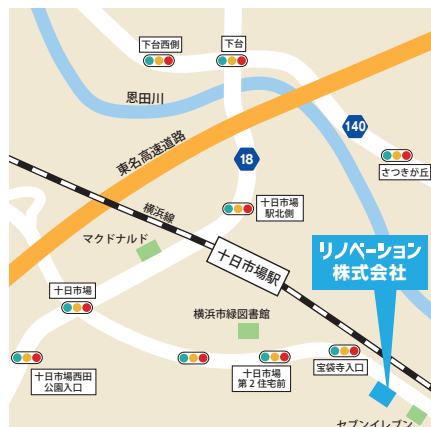 下台西側
下台
恩田川
140
東名高速道路
18
さつきが丘
十日市場
駅北側
横浜線
マクドナルド
十日市場駅
リノベーション
株式会社
十日市場
横浜市緑図書館
宝袋寺入口
十日市場西田
公園入口
十日市場
第2住宅前
セブンイレブン